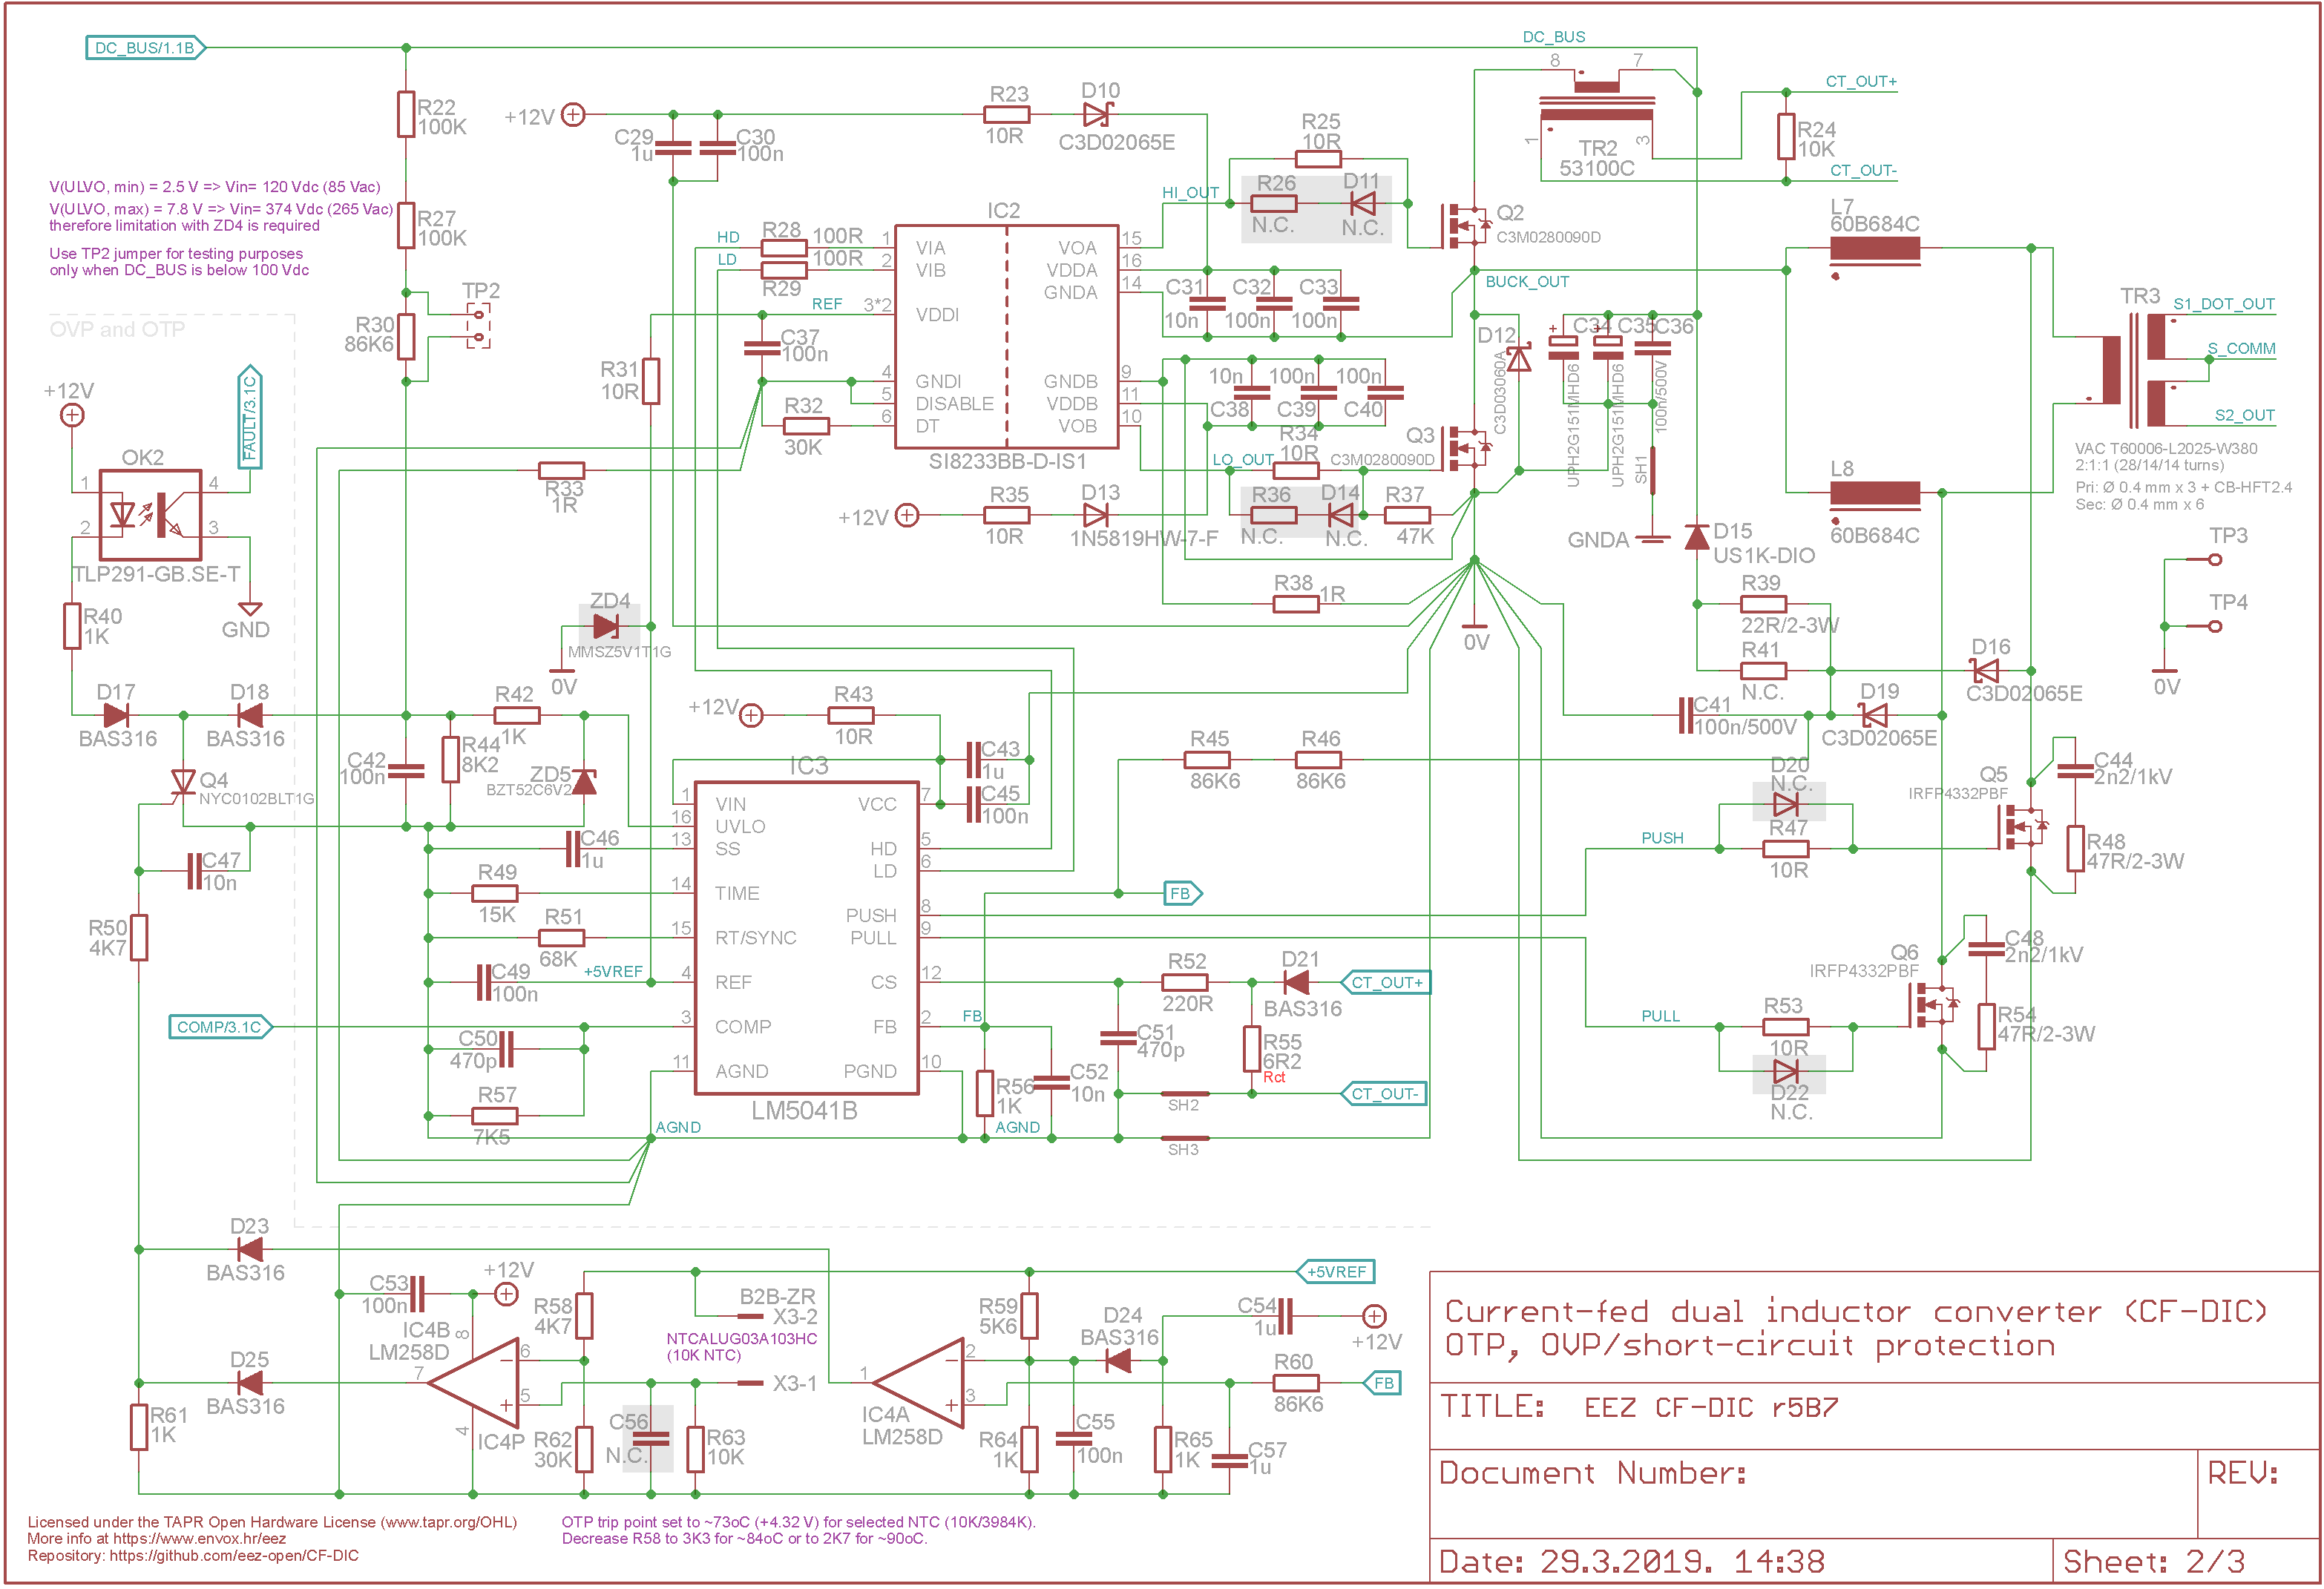 DC_BUS/1.1B
DC_BUS
8
7
CT_OUT+
R22
100K
+12V
C29
1u
C30
100n
R23
10R
D10
C3D02065E
R25
10R
1
3
TR2
53100C
R24
10K
CT_OUT-
V(ULVO, min) = 2.5 V => Vin= 120 Vdc (85 Vac)
V(ULVO, max) = 7.8 V => Vin= 374 Vdc (265 Vac)
therefore limitation with ZD4 is required
Use TP2 jumper for testing purposes
only when DC_BUS is below 100 Vdc
R27
100K
HI_OUT
R26
N.C.
D11
N.C.
Q2
C3M0280090D
L7
60B684C
IC2
HD
LD
R28
100R
R29
100R
1
2
3*2
4
5
6
VIA
VIB
VDDI
GNDI
DISABLE
DT
VOA
VDDA
GNDA
GNDB
VDDB
VOB
15
16
14
9
11
10
SI8233BB-D-IS1
REF
BUCK_OUT
TP2
R30
86K6
OVP and OTP
C31
10n
C32
100n
C33
100n
C37
100n
R31
10R
R32
30K
R33
1R
10n
C38
100n
C39
100n
C40
D12
C3D03060A
C34
UPH2G151MHD6
C35
UPH2G151MHD6
C36
100n/500V
SH1
GNDA
TR3
S1_DOT_OUT
S_COMM
S2_OUT
VAC T60006-L2025-W380
2:1:1 (28/14/14 turns)
Pri: Ø 0.4 mm x 3 + CB-HFT2.4
Sec: Ø 0.4 mm x 6
+12V
FAULT/3.1C
OK2
1
2
4
3
TLP291-GB.SE-T
GND
R40
1K
LO_OUT
R34
10R
Q3
C3M0280090D
R36
N.C.
D14
N.C.
R37
47K
+12V
R35
10R
D13
1N5819HW-7-F
R38
1R
0V
L8
60B684C
D15
US1K-DIO
R39
22R/2-3W
R41
N.C.
D16
C3D02065E
D19
C3D02065E
C41
100n/500V
TP3
TP4
0V
ZD4
MMSZ5V1T1G
0V
D17
BAS316
D18
BAS316
R42
1K
R44
8K2
C42
100n
ZD5
BZT52C6V2
Q4
NYC0102BLT1G
C47
10n
+12V
R43
10R
C43
1u
C45
100n
R45
86K6
R46
86K6
IC3
1
16
13
14
15
4
3
11
VIN
UVLO
SS
TIME
RT/SYNC
REF
COMP
AGND
VCC
HD
LD
PUSH
PULL
CS
FB
PGND
7
5
6
8
9
12
2
10
LM5041B
C46
1u
R49
15K
R51
68K
C49
100n
+5VREF
COMP/3.1C
C50
470p
R57
7K5
AGND
R50
4K7
FB
PUSH
D20
N.C.
R47
10R
Q5
IRFP4332PBF
C44
2n2/1kV
R48
47R/2-3W
PULL
R53
10R
D22
N.C.
Q6
IRFP4332PBF
C48
2n2/1kV
R54
47R/2-3W
R52
220R
D21
BAS316
CT_OUT+
C51
470p
R55
6R2
Rct
FB
R56
1K
C52
10n
AGND
SH2
SH3
CT_OUT-
D23
BAS316
D25
BAS316
R61
1K
C53
100n
+12V
IC4B
LM258D
8
7
6
5
4
IC4P
R58
4K7
R62
30K
C56
N.C.
R63
10K
B2B-ZR
X3-2
NTCALUG03A103HC
(10K NTC)
X3-1
1
2
3
IC4A
LM258D
R59
5K6
R64
1K
C55
100n
D24
BAS316
R65
1K
C54
1u
+12V
R60
86K6
C57
1u
+5VREF
FB
Licensed under the TAPR Open Hardware License (www.tapr.org/OHL)
More info at https://www.envox.hr/eez
Repository: https://github.com/eez-open/CF-DIC
OTP trip point set to ~73oC (+4.32 V) for selected NTC (10K/3984K).
Decrease R58 to 3K3 for ~84oC or to 2K7 for ~90oC.
Current-fed dual inductor converter (CF-DIC)
OTP, OVP/short-circuit protection
TITLE: EEZ CF-DIC r5B7
Document Number:
REV:
Date: 29.3.2019. 14:38
Sheet: 2/3